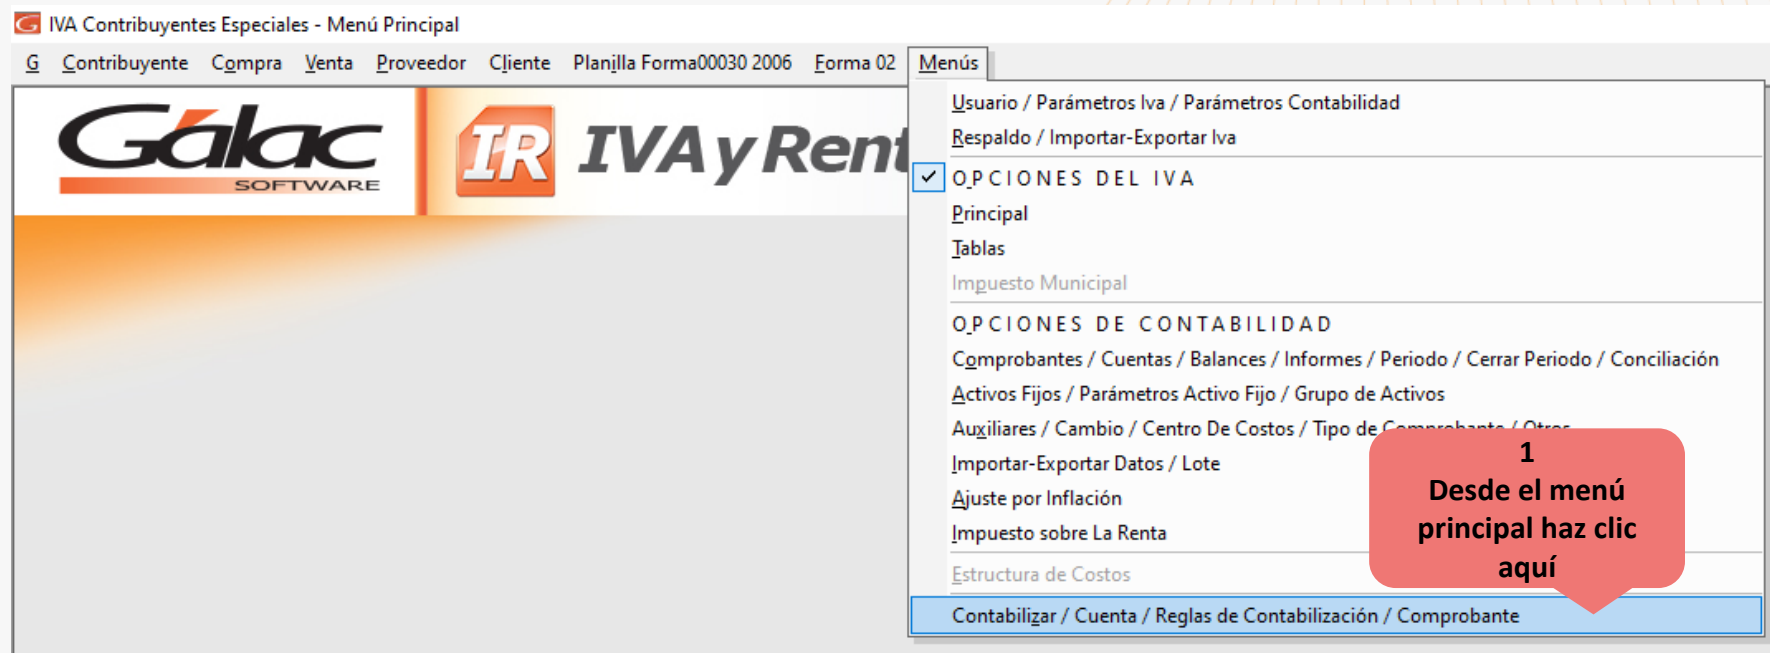 G IVA Contribuyentes Especiales - Menú Principal
G Contribuyente Compra Venta Proveedor Cliente Planilla Forma00030 2006 Forma 02 Menús
Gálac
SOFTWARE
IR IVA y Rent
Usuario / Parámetros Iva / Parámetros Contabilidad
Respaldo / Importar-Exportar Iva
OPCIONES DEL IVA
Principal
Tablas
Impuesto Municipal
OPCIONES DE CONTABILIDAD
Comprobantes / Cuentas / Balances / Informes / Periodo / Cerrar Periodo / Conciliación
Activos Fijos / Parámetros Activo Fijo / Grupo de Activos
Auxiliares / Cambio / Centro De Costos / Tipo de Comprobante / Otros
Importar-Exportar Datos / Lote
Ajuste por Inflación
Impuesto sobre La Renta
Estructura de Costos
Contabilizar / Cuenta / Reglas de Contabilización / Comprobante
1
Desde el menú
principal haz clic
aquí